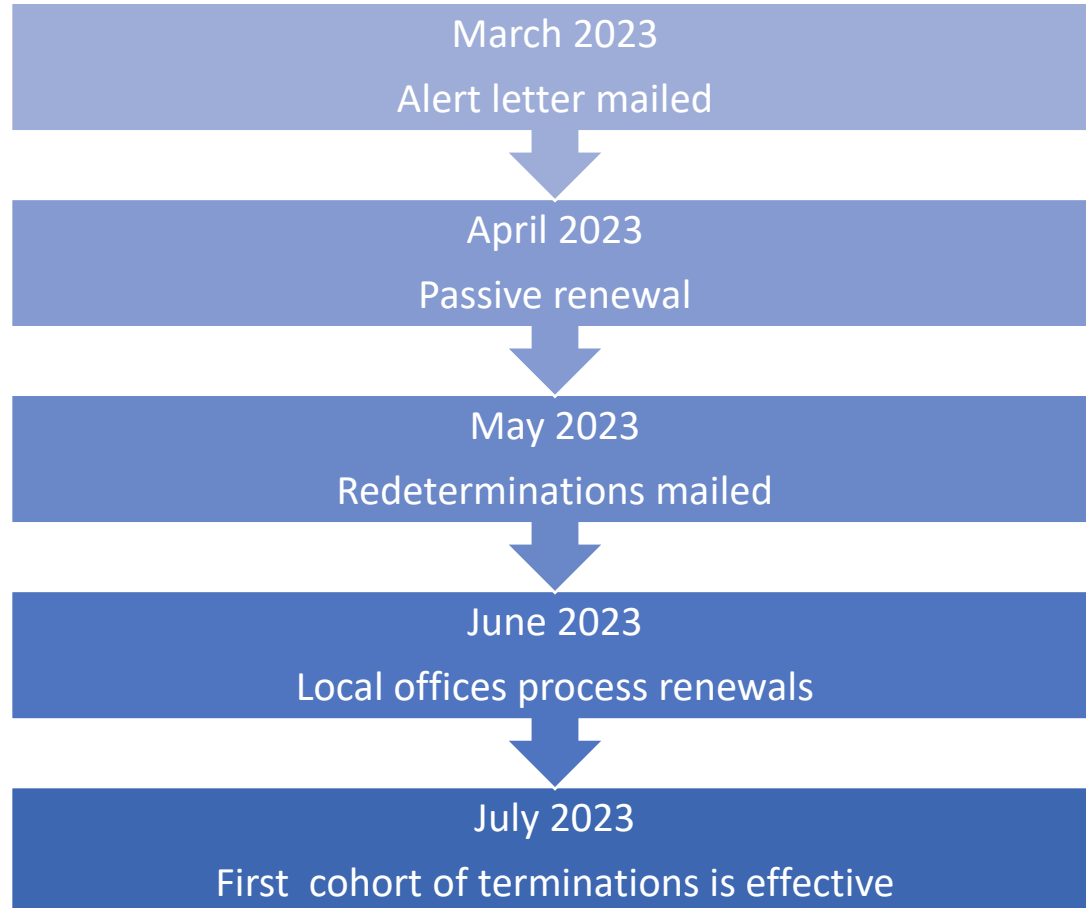 March 2023
Alert letter mailed
April 2023
Passive renewal
May 2023
Redeterminations mailed
June 2023
Local offices process renewals
July 2023
First  cohort of terminations is effective